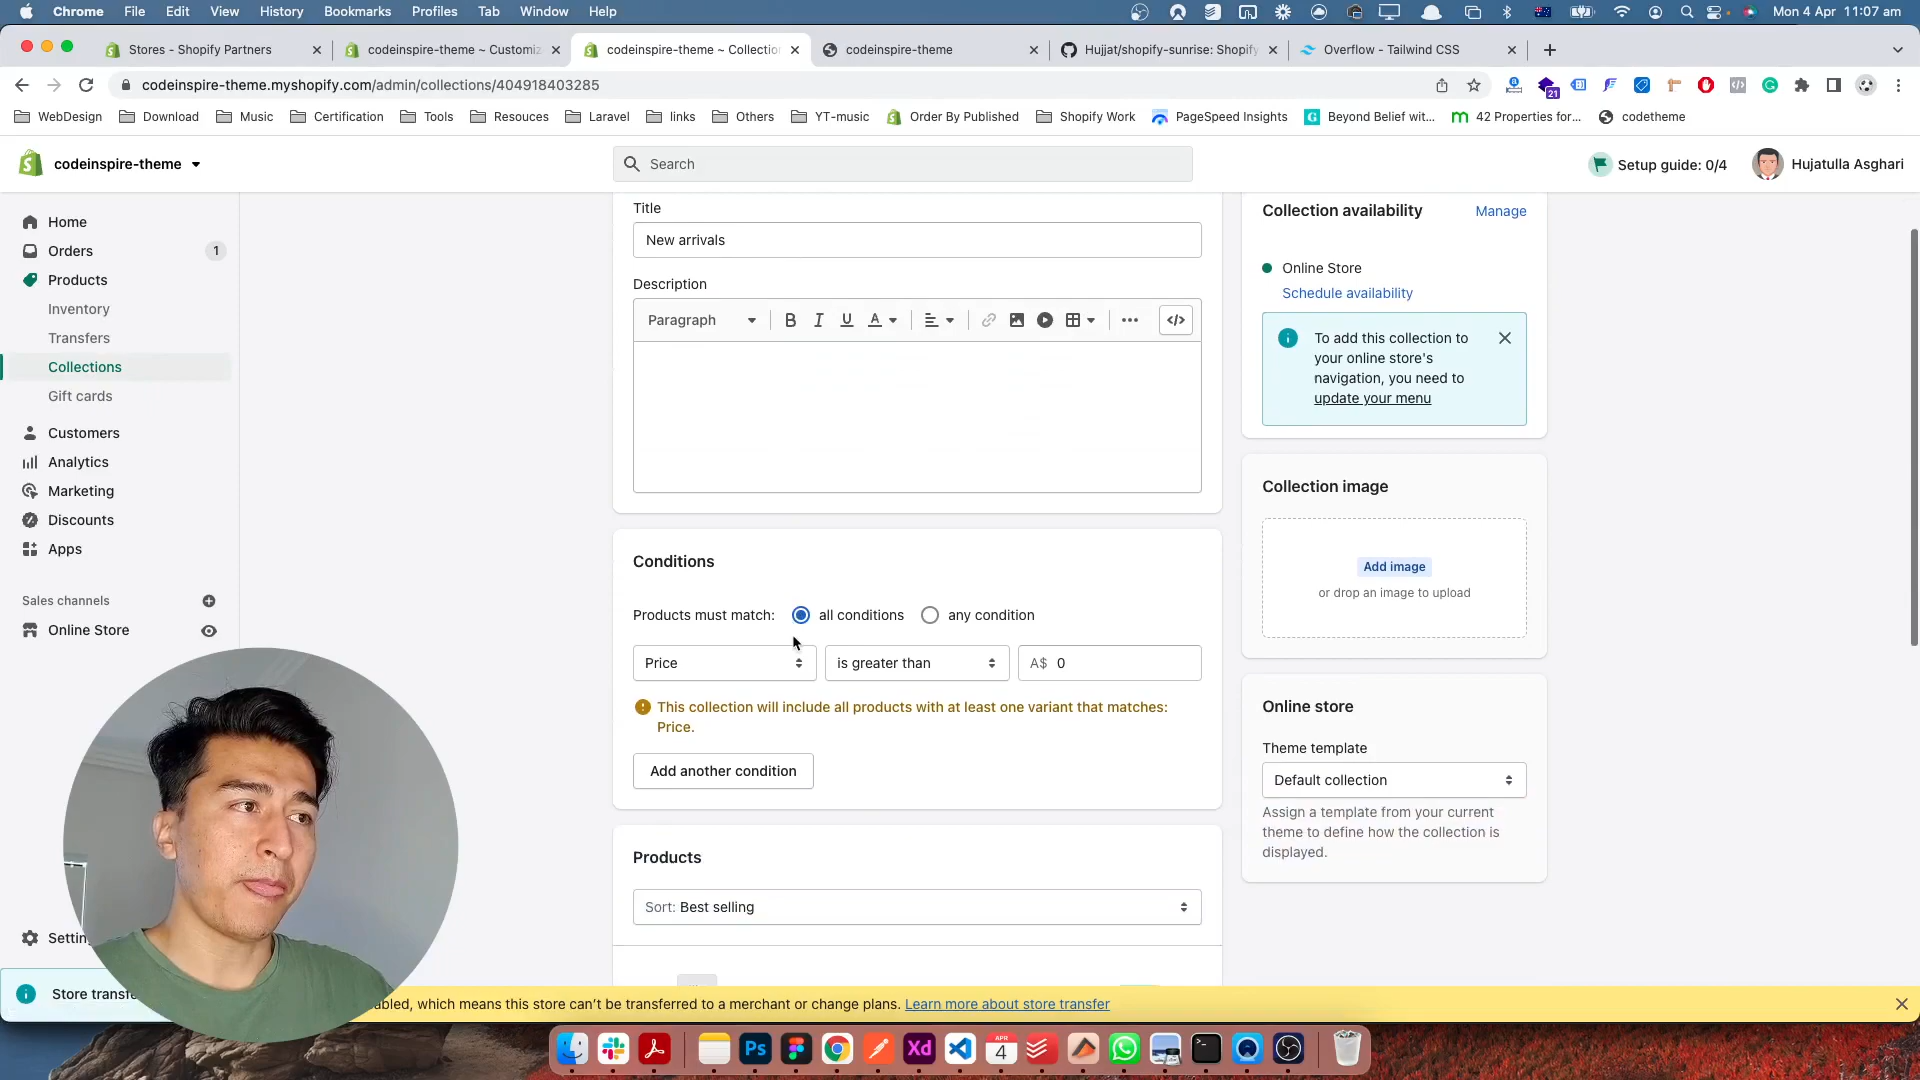 Chrome File Edit View History Bookmarks Profiles Tab Window Help Mon 4 Apr 11:07 am
Stores - Shopify Partners codeinspire-theme ~ Customiz codeinspire-theme ~ Collectio codeinspire-theme Hujjat/shopify-sunrise: Shopify Overflow - Tailwind CSS
codeinspire-theme.myshopify.com/admin/collections/404918403285 21
WebDesign Download Music Certification Tools Resouces Laravel links Others YT-music Order By Published Shopify Work PageSpeed Insights Beyond Belief wit... 42 Properties for... codetheme
codeinspire-theme Search Setup guide: 0/4 Hujatulla Asghari
Home
Orders 1
Products
Inventory
Transfers
Collections
Gift cards
Customers
Analytics
Marketing
Discounts
Apps
Sales channels
Online Store
Settin
Title
New arrivals
Description
Paragraph B I U A
Conditions
Products must match: all conditions any condition
Price is greater than A$ 0
This collection will include all products with at least one variant that matches:
Price.
Add another condition
Products
Sort: Best selling
Collection availability Manage
Online Store
Schedule availability
To add this collection to
your online store's
navigation, you need to
update your menu
Collection image
Add image
or drop an image to upload
Online store
Theme template
Default collection
Assign a template from your current
theme to define how the collection is
displayed.
Store transfe abled, which means this store can't be transferred to a merchant or change plans. Learn more about store transfer
Ps Xd APR 4